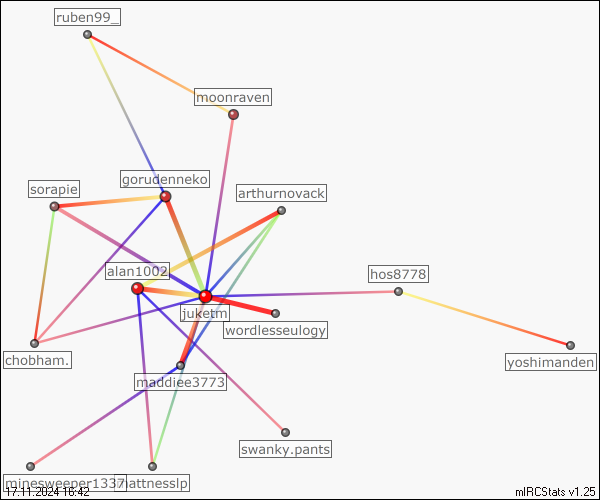 ruben99_
moonraven
gorudenneko
sorapie
arthurnovack
alan1002
hos8778
juketm
wordlesseulogy
chobham.
yoshimanden
maddiee3773
swanky.pants
minesweeper1337
mattnesslp
17.11.2024 16:42
mIRCStats v1.25